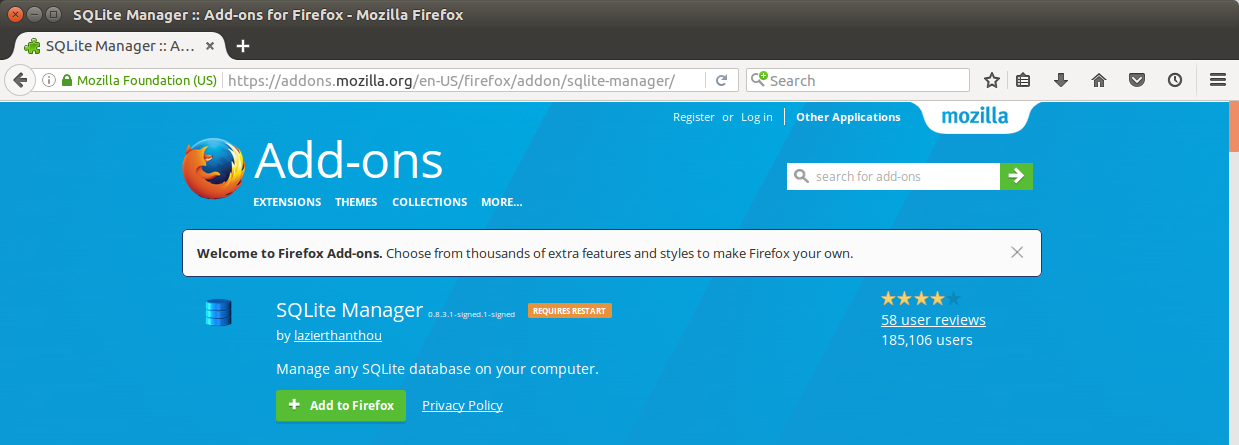 SQLite Manager :: Add-ons for Firefox - Mozilla Firefox
SQLite Manager :: A...
Mozilla Foundation (US) https://addons.mozilla.org/en-US/firefox/addon/sqlite-manager/ Search
Register or Log in Other Applications mozilla
Add-ons
search for add-ons
EXTENSIONS THEMES COLLECTIONS MORE...
Welcome to Firefox Add-ons. Choose from thousands of extra features and styles to make Firefox your own.
SQLite Manager 0.8.3.1-signed.1-signed REQUIRES RESTART
by lazierthanthou
58 user reviews
185,106 users
Manage any SQLite database on your computer.
Add to Firefox Privacy Policy